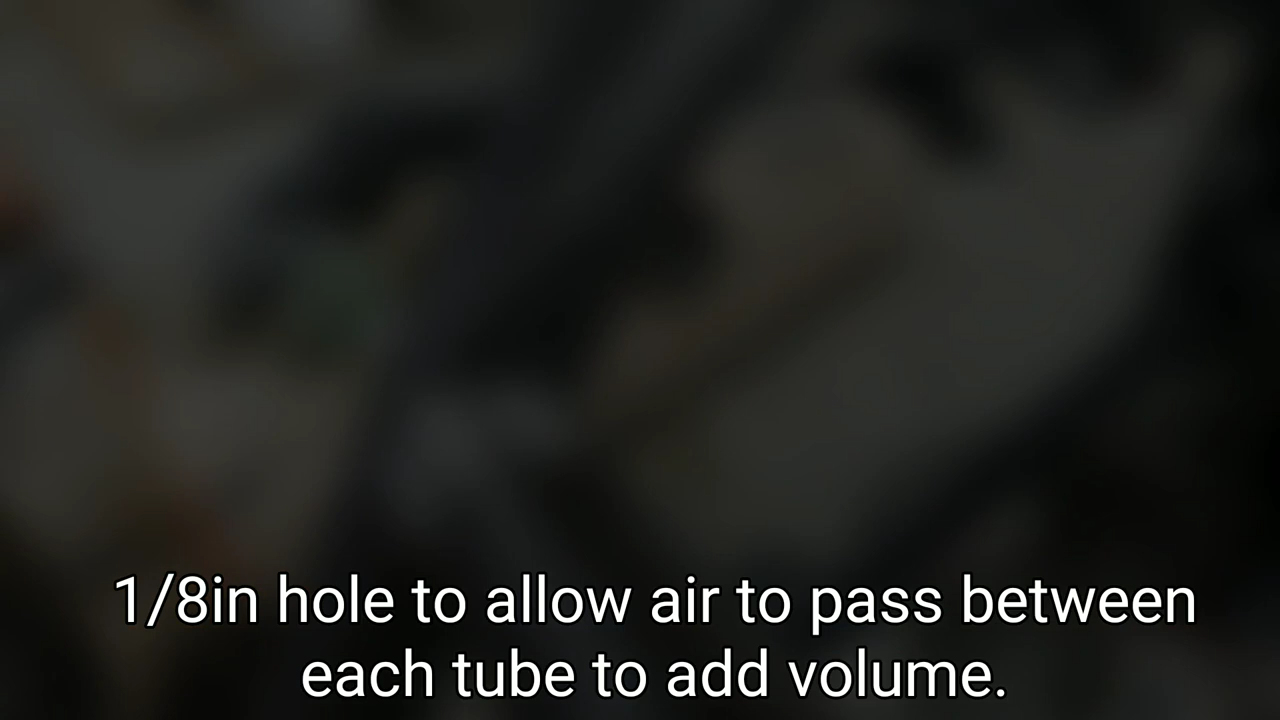 1/8in hole to allow air to pass between
each tube to add volume.